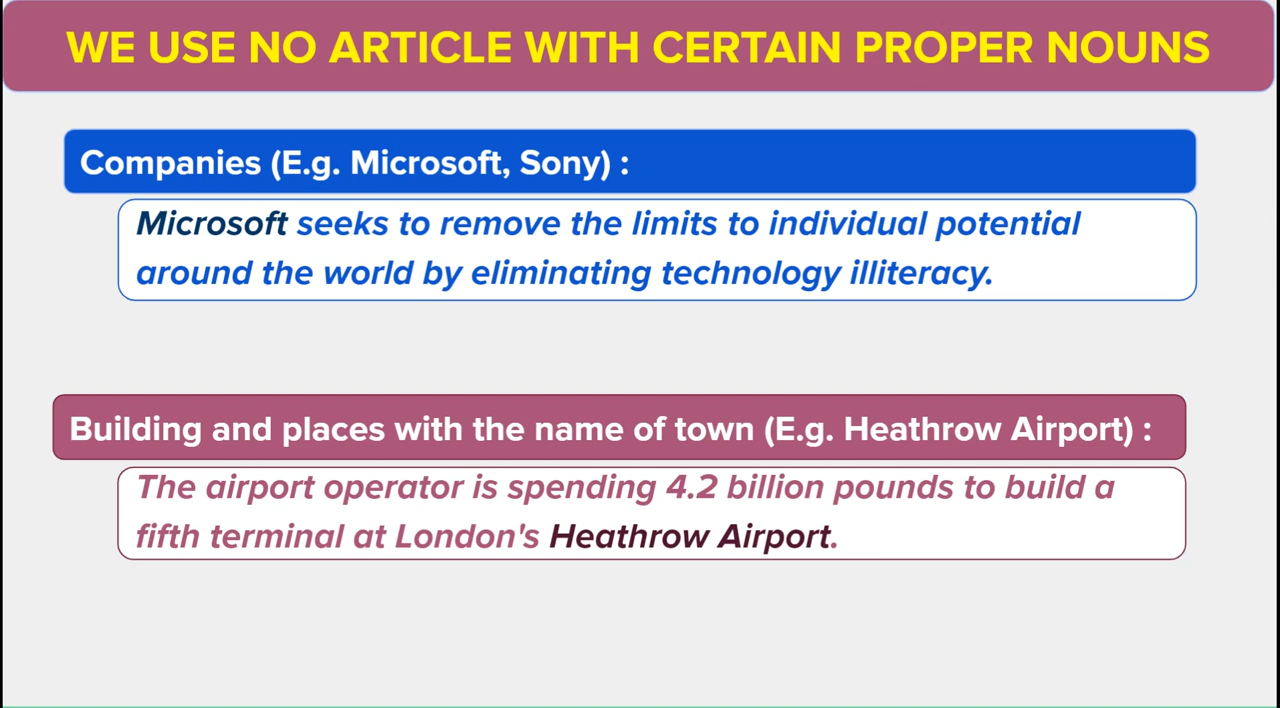 WE USE NO ARTICLE WITH CERTAIN PROPER NOUNS
Companies (E.g. Microsoft, Sony) :
Microsoft seeks to remove the limits to individual potential
around the world by eliminating technology illiteracy.
Building and places with the name of town (E.g. Heathrow Airport) :
The airport operator is spending 4.2 billion pounds to build a
fifth terminal at London's Heathrow Airport.